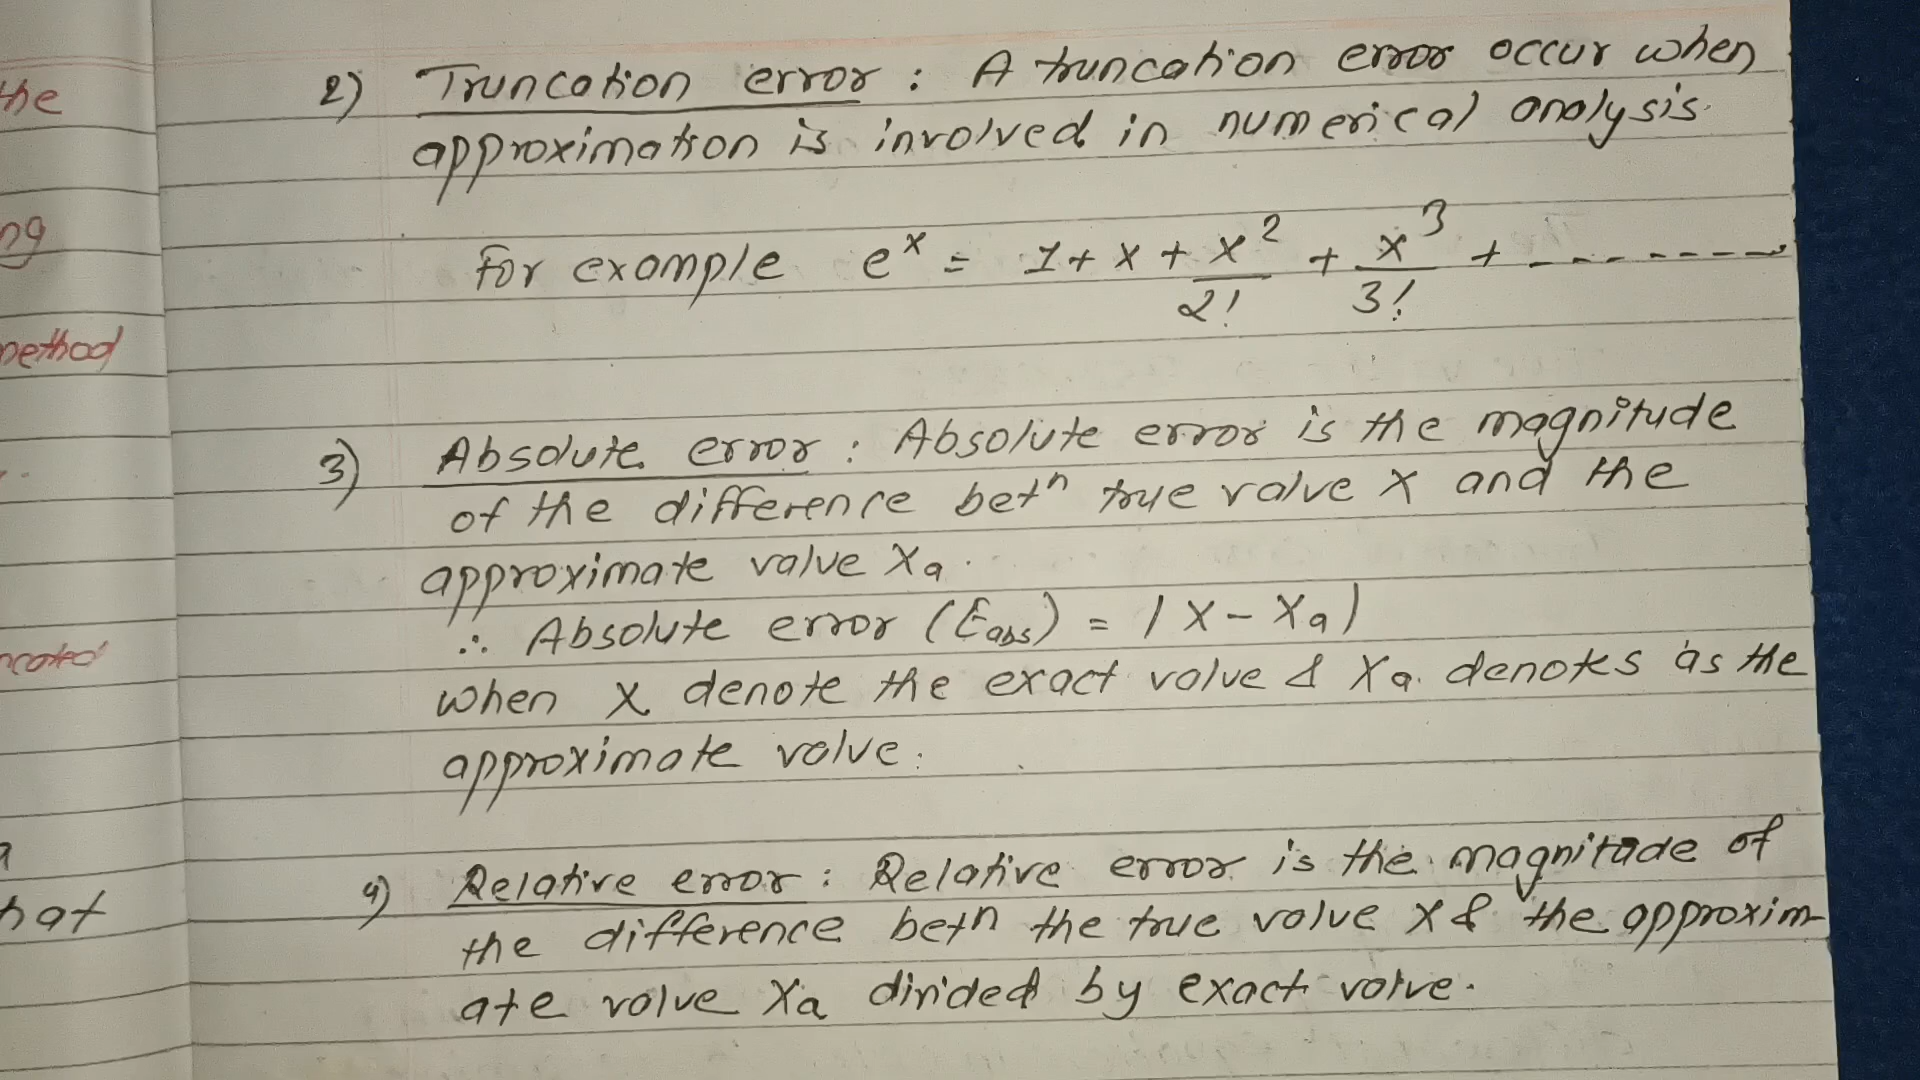 the
ng
method
hat
2) Truncation error : A truncation error occur when
approximation is involved in numerical analysis.
For example e^x = 1 + x + x^2/2! + x^3/3! + --------
3) Absolute error : Absolute error is the magnitude
of the difference betn true value X and the
approximate value Xa.
∴ Absolute error (Eabs) = |X - Xa|
when X denote the exact value & Xa. denotes as the
approximate value.
4) Relative error : Relative error is the magnitude of
the difference betn the true value X & the approxim-
ate value Xa divided by exact value.